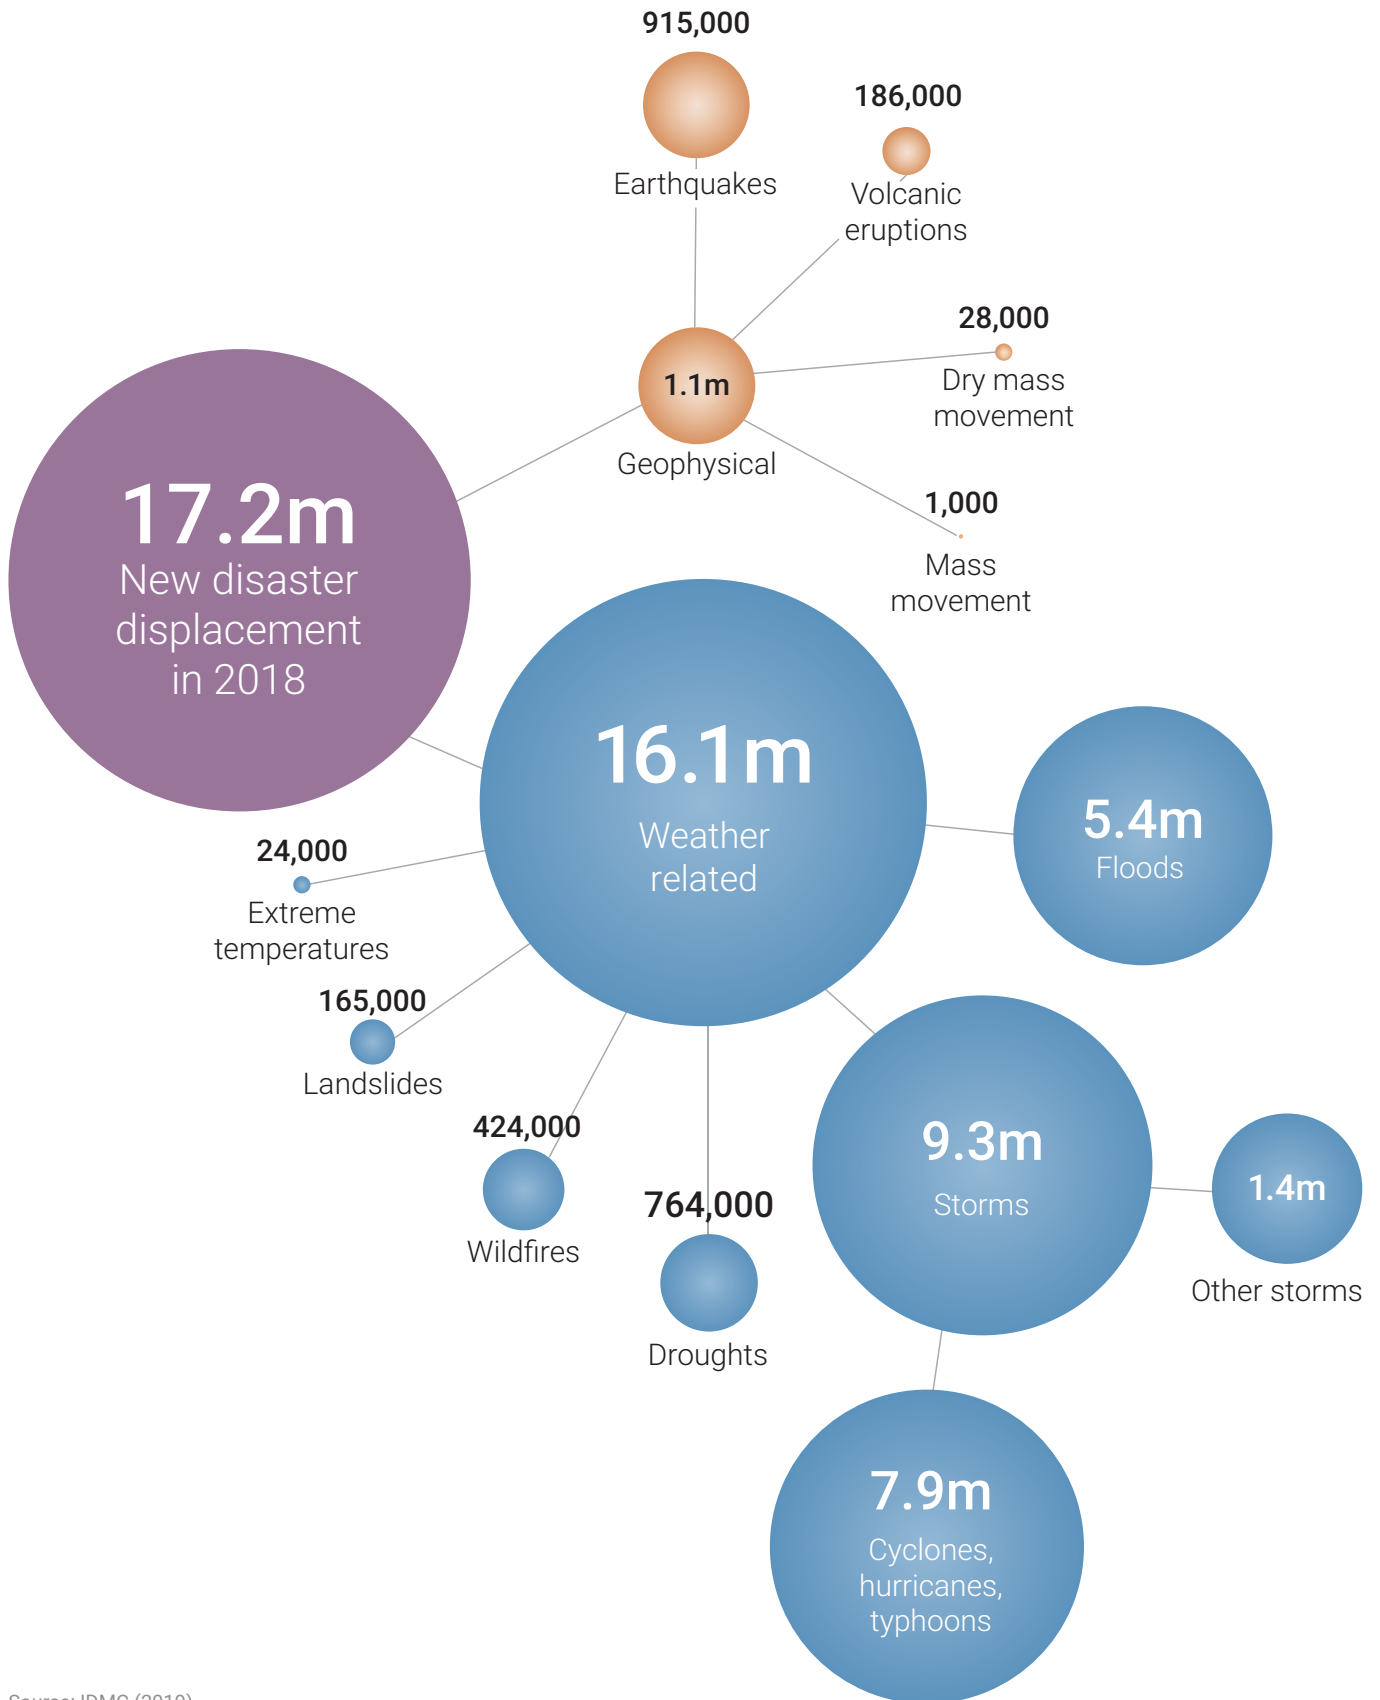 915,000
Earthquakes
186,000
Volcanic
eruptions
28,000
Dry mass
movement
1.1m
Geophysical
1,000
Mass
movement
17.2m
New disaster
displacement
in 2018
16.1m
Weather
related
5.4m
Floods
24,000
Extreme
temperatures
165,000
Landslides
424,000
Wildfires
764,000
Droughts
9.3m
Storms
1.4m
Other storms
7.9m
Cyclones,
hurricanes,
typhoons
Source: IDMC (2019)